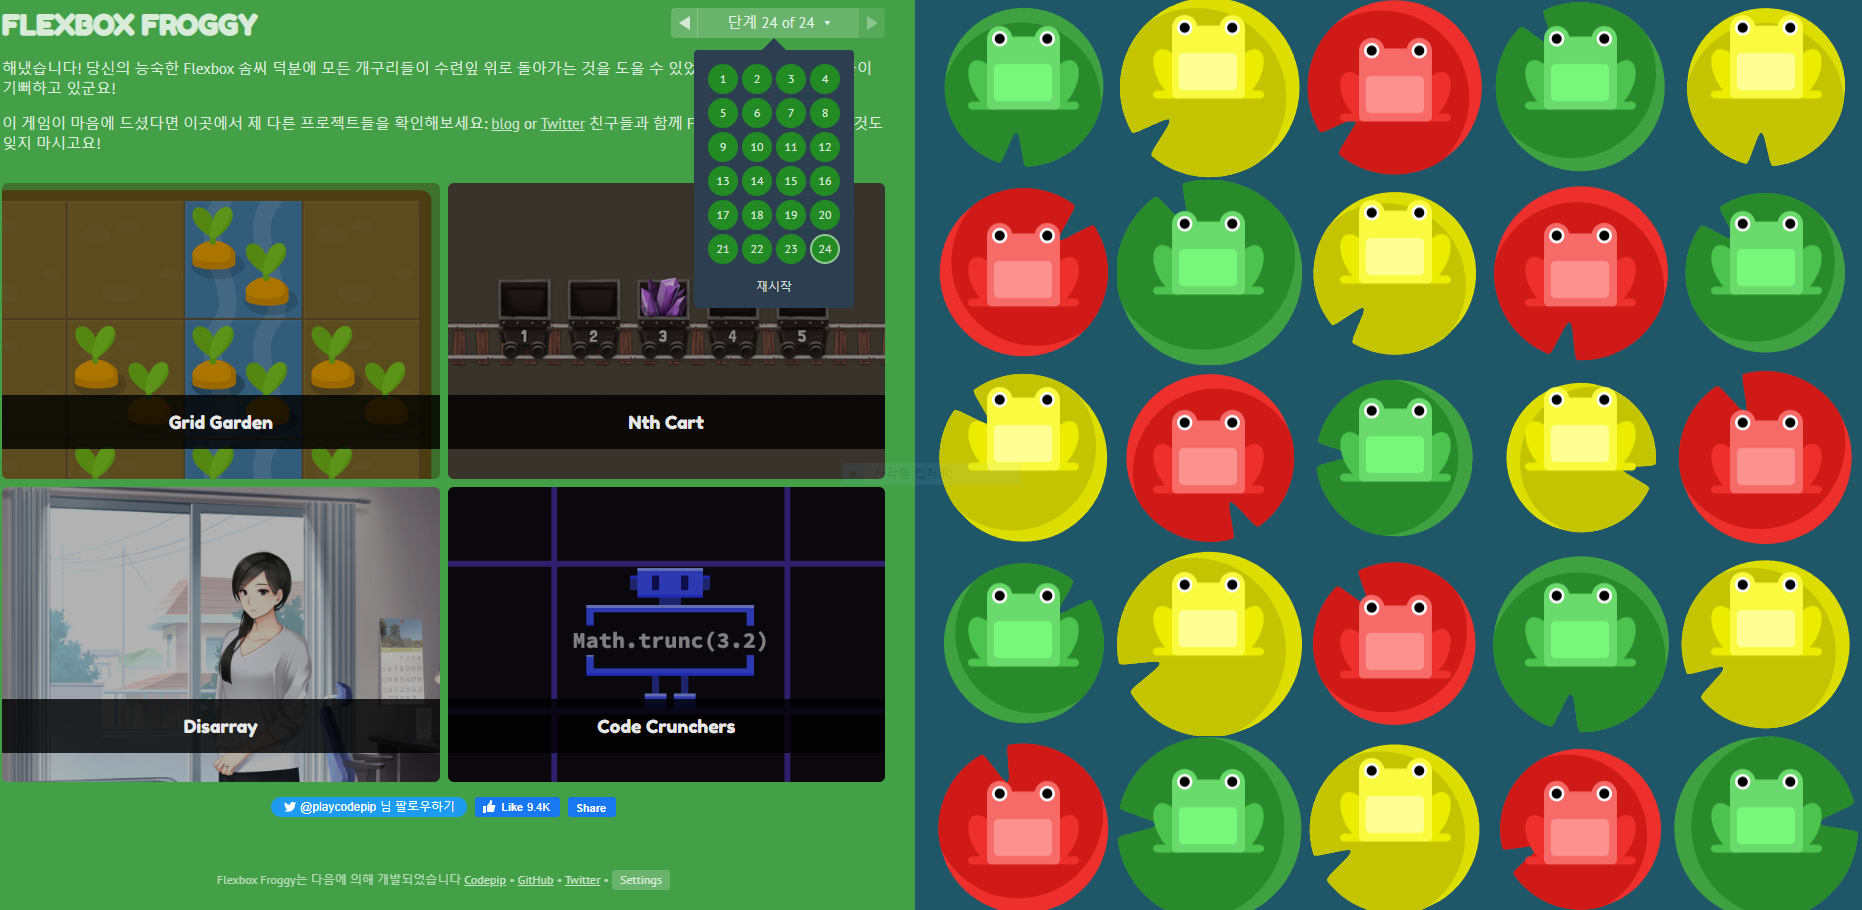 FLEXBOX FROGGY
단계 24 of 24
해냈습니다! 당신의 능숙한 Flexbox 솜씨 덕분에 모든 개구리들이 수련잎 위로 돌아가는 것을 도울 수 있었
이
기뻐하고 있군요!
이 게임이 마음에 드셨다면 이곳에서 제 다른 프로젝트들을 확인해보세요: blog or Twitter 친구들과 함께 F
것도
잊지 마시고요!
1 2 3 4
5 6 7 8
9 10 11 12
13 14 15 16
17 18 19 20
21 22 23 24
재시작
1 2 3 4 5
Grid Garden
Nth Cart
사각형 캡처(R)
Math.trunc(3.2)
Disarray
Code Crunchers
@playcodepip 님 팔로우하기
Like 9.4K
Share
Flexbox Froggy는 다음에 의해 개발되었습니다 Codepip • GitHub • Twitter • Settings